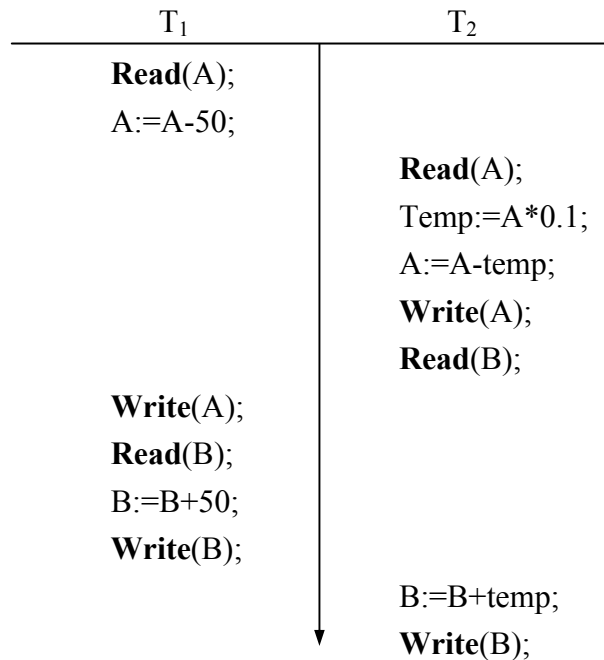 T₁ T₂
Read(A);
A:=A-50;
Read(A);
Temp:=A*0.1;
A:=A-temp;
Write(A);
Read(B);
Write(A);
Read(B);
B:=B+50;
Write(B);
B:=B+temp;
Write(B);